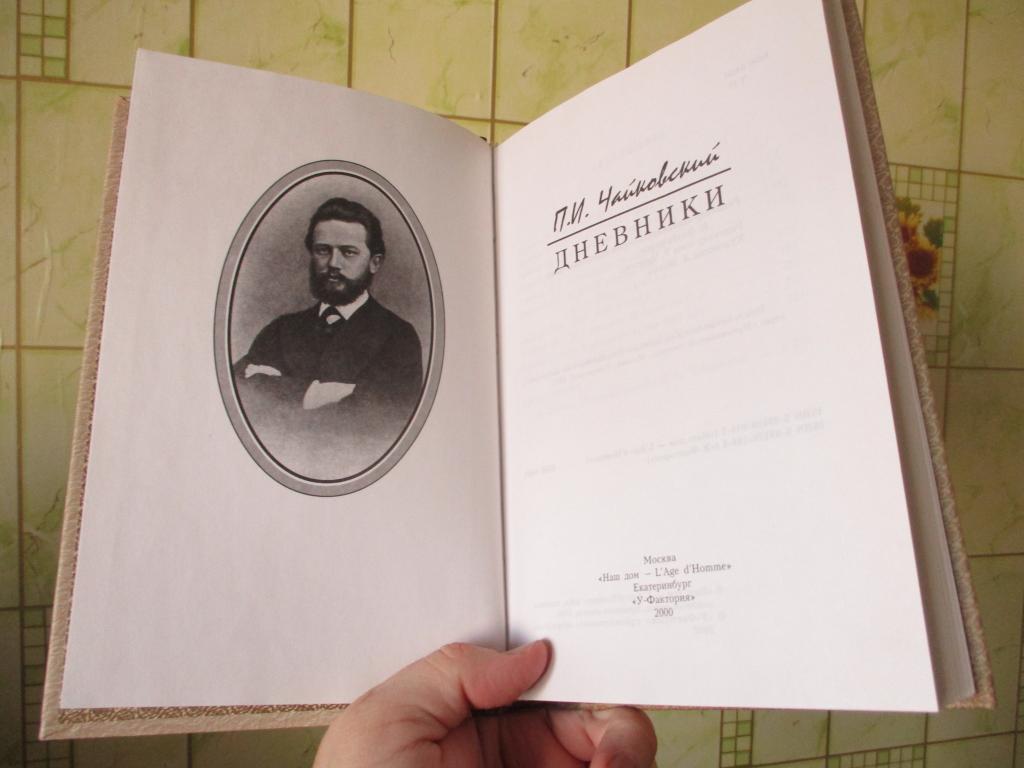 П.И. Чайковский
ДНЕВНИКИ
Москва
«Наш дом — L'Age d'Homme»
Екатеринбург
«У-Фактория»
2000